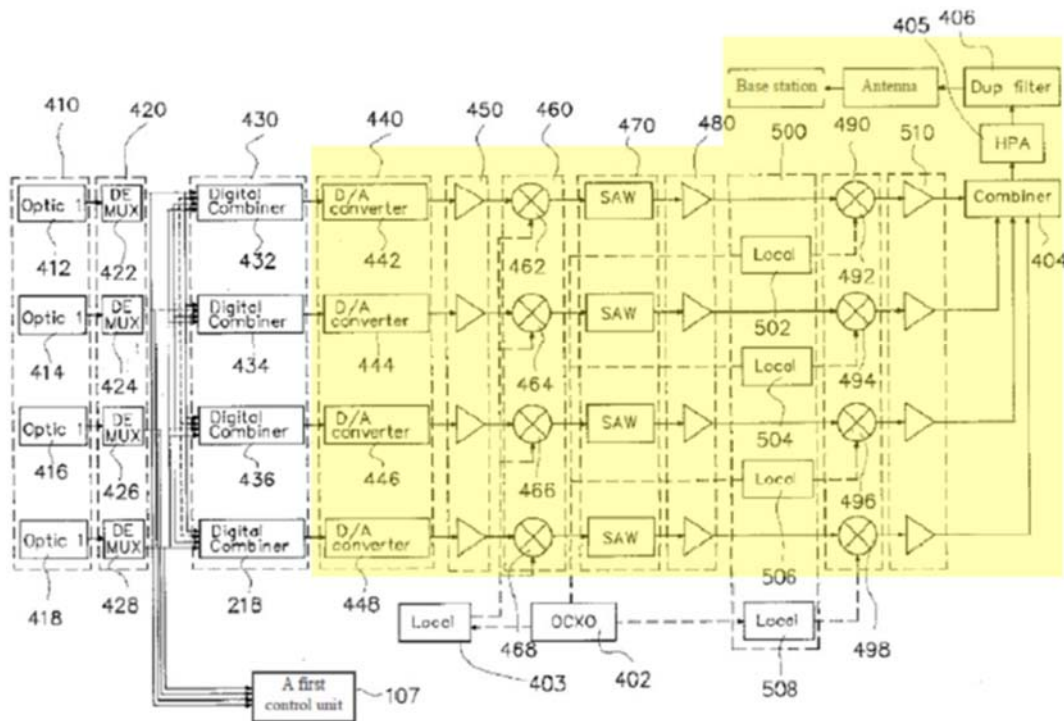 406
405
Base station
Antenna
Dup filter
410
420
430
440
450
460
470
480
500
490
510
HPA
Optic 1
DE
MUX
Digital
Combiner
D/A
converter
SAW
Combiner
412
422
432
442
462
Local
492
404
Optic 1
DE
MUX
Digital
Combiner
D/A
converter
SAW
502
414
424
434
444
464
Local
494
Optic 1
DE
MUX
Digital
Combiner
D/A
converter
SAW
504
416
426
436
446
466
Local
496
Optic 1
DE
MUX
Digital
Combiner
D/A
converter
SAW
506
418
428
218
448
468
Local
OCXO
Local
498
403
402
508
A first
control unit
107